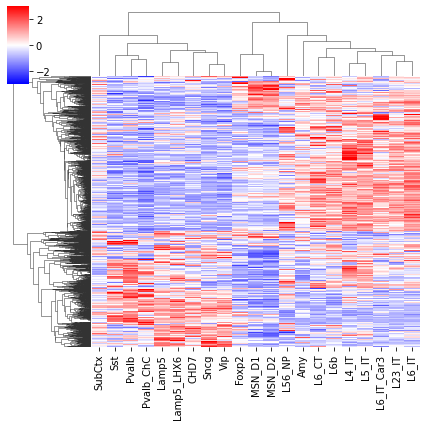 2
0
−2
SubCtx
Sst
Pvalb
Pvalb_ChC
Lamp5
Lamp5_LHX6
CHD7
Sncg
Vip
Foxp2
MSN_D1
MSN_D2
L56_NP
Amy
L6_CT
L6b
L4_IT
L5_IT
L6_IT_Car3
L23_IT
L6_IT